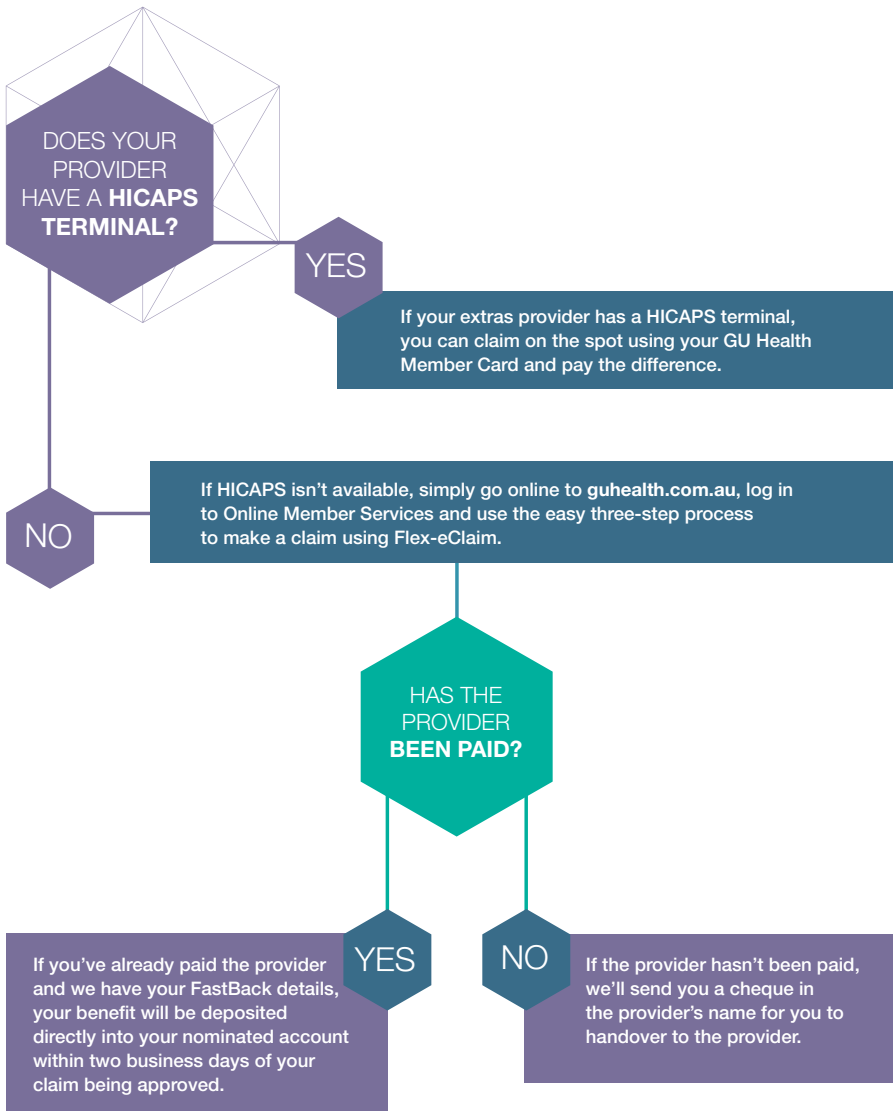 DOES YOUR
PROVIDER
HAVE A HICAPS
TERMINAL?
YES
If your extras provider has a HICAPS terminal,
you can claim on the spot using your GU Health
Member Card and pay the difference.
If HICAPS isn't available, simply go online to guhealth.com.au, log in
to Online Member Services and use the easy three-step process
to make a claim using Flex-eClaim.
NO
HAS THE
PROVIDER
BEEN PAID?
YES
If you've already paid the provider
and we have your FastBack details,
your benefit will be deposited
directly into your nominated account
within two business days of your
claim being approved.
NO
If the provider hasn't been paid,
we'll send you a cheque in
the provider's name for you to
handover to the provider.